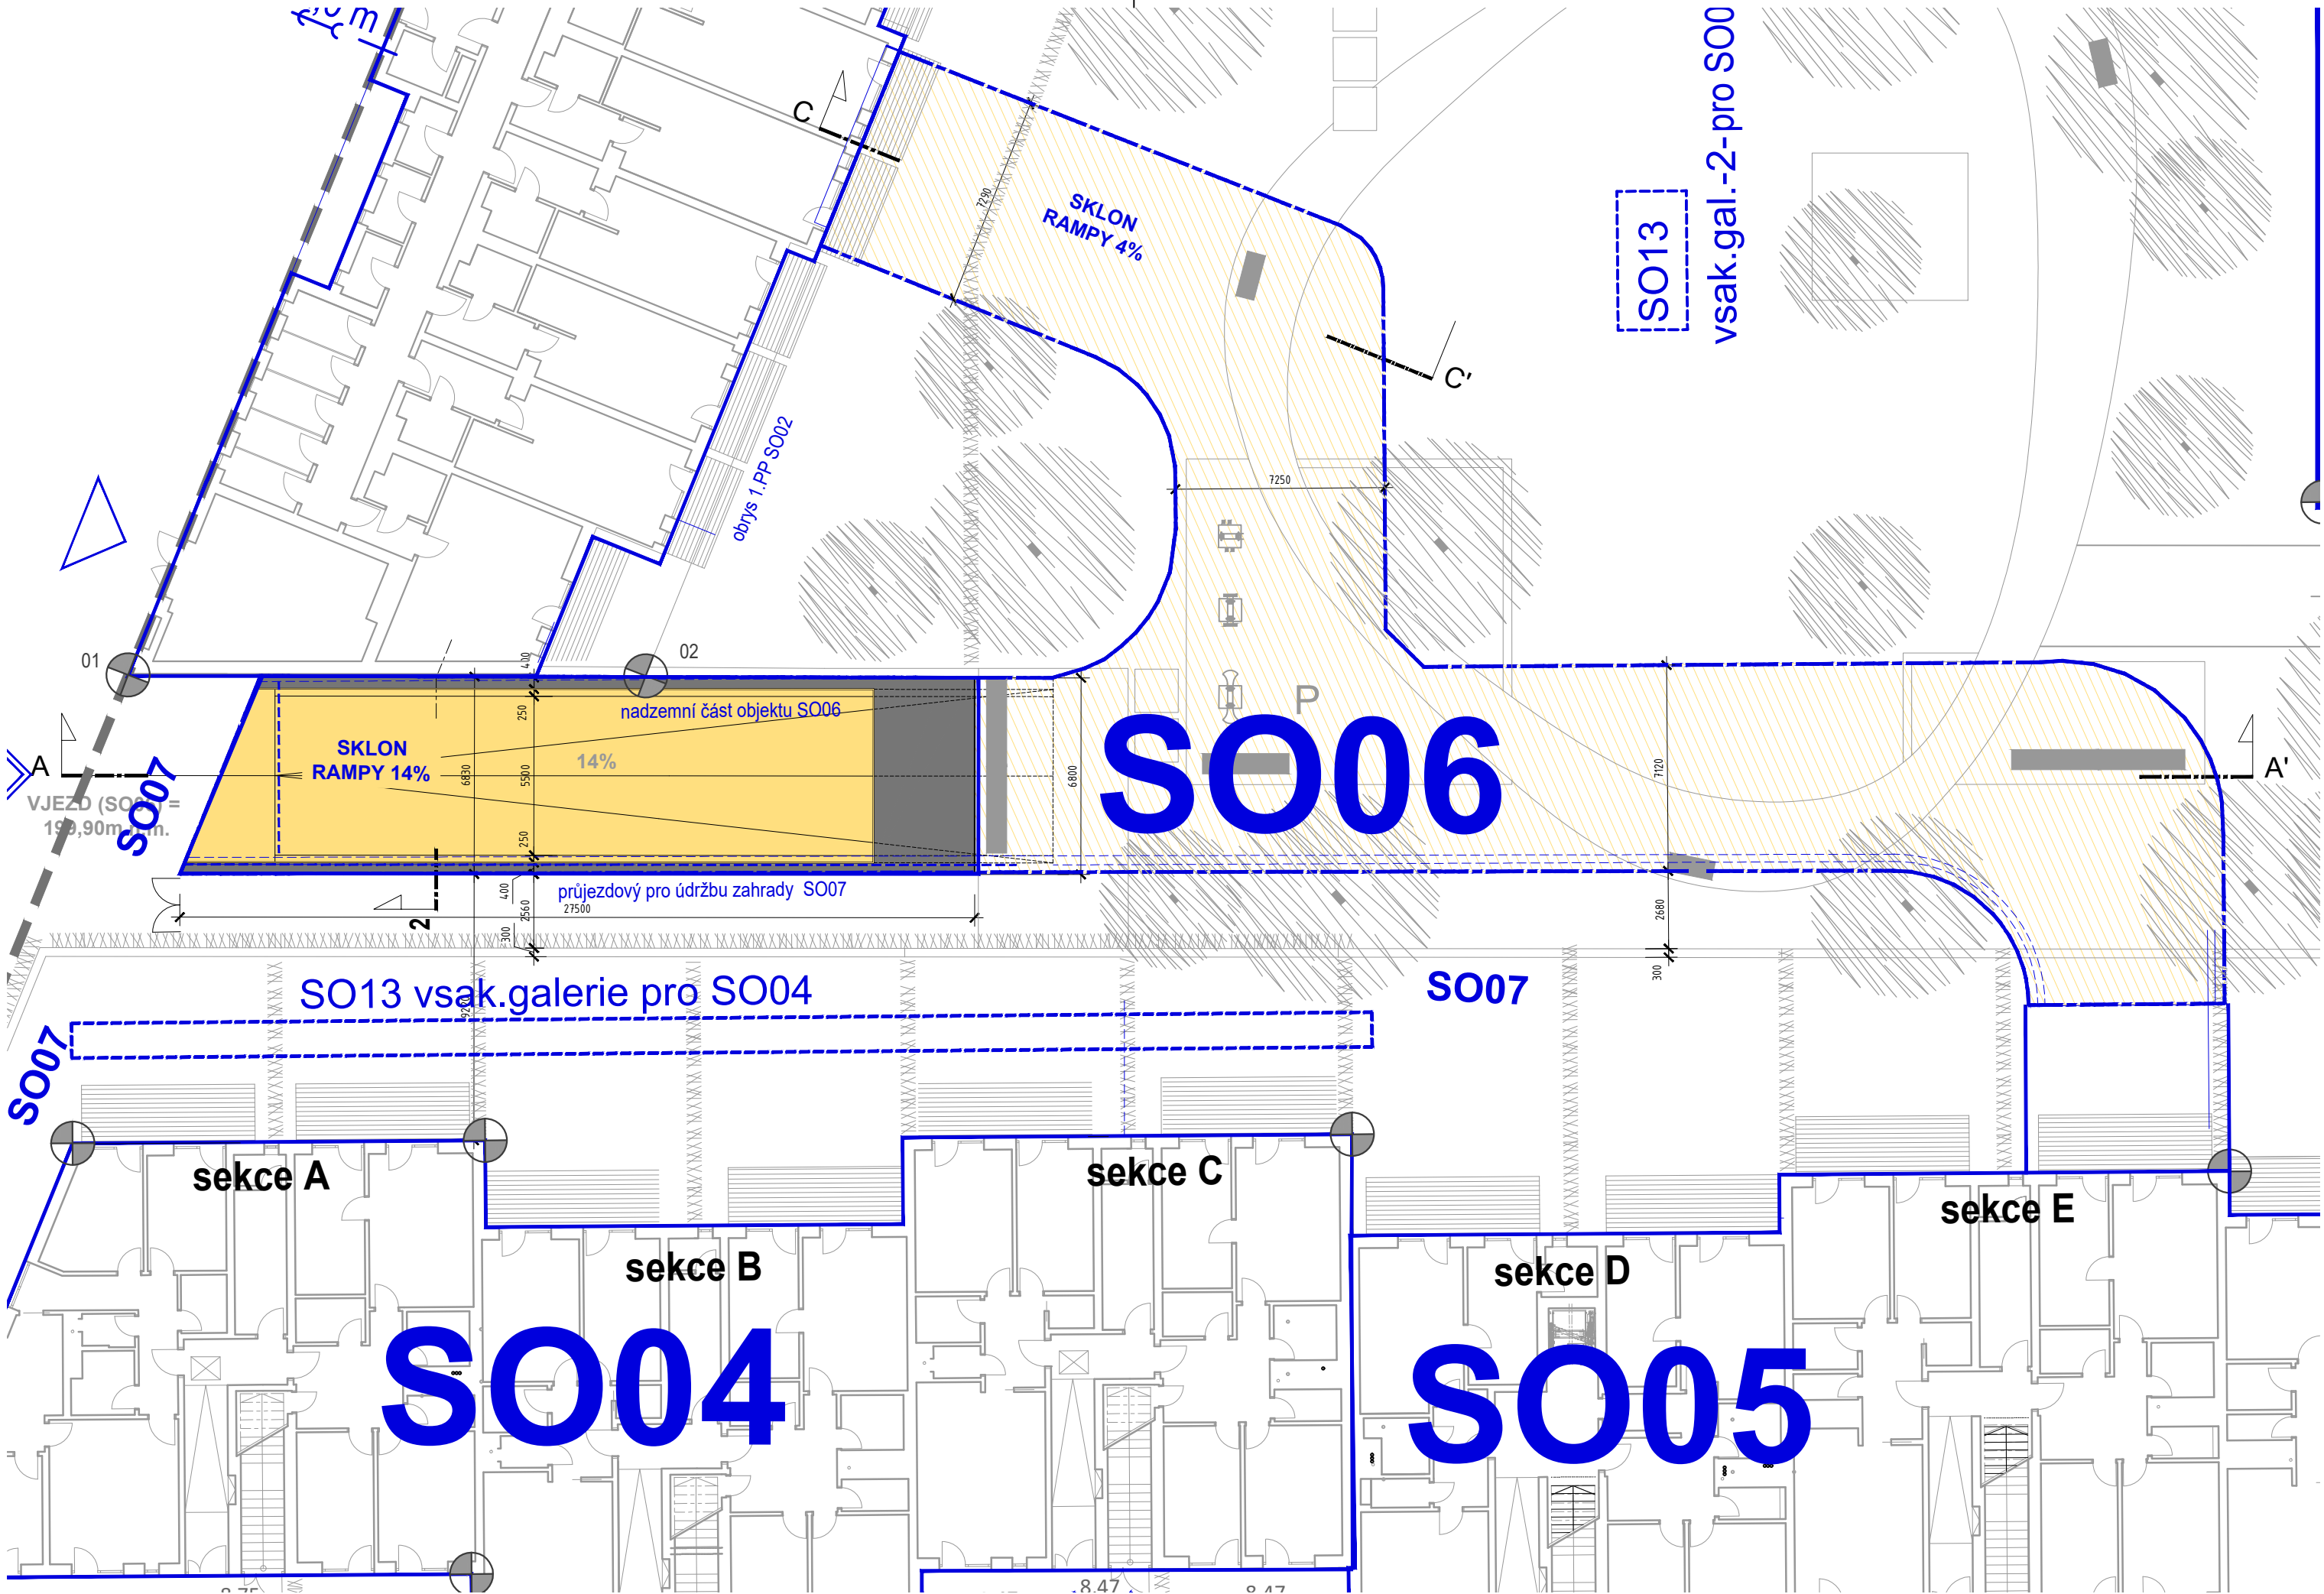 C
SKLON
RAMPY 4%
7290
SO13
vsak.gal.-2-pro SO0
C'
obrys 1.PP SO02
7250
01
02
400
250
nadzemní část objektu SO06
SKLON
RAMPY 14%
14%
6830
5500
6800
SO06
P
7120
A
A'
SO07
VJEZD (SO06) =
199,90m.n.m.
250
400
průjezdový pro údržbu zahrady SO07
27500
2
2560
300
2680
300
SO13 vsak.galerie pro SO04
SO07
SO07
sekce A
sekce B
sekce C
sekce D
sekce E
SO04
SO05
8,47
8,47